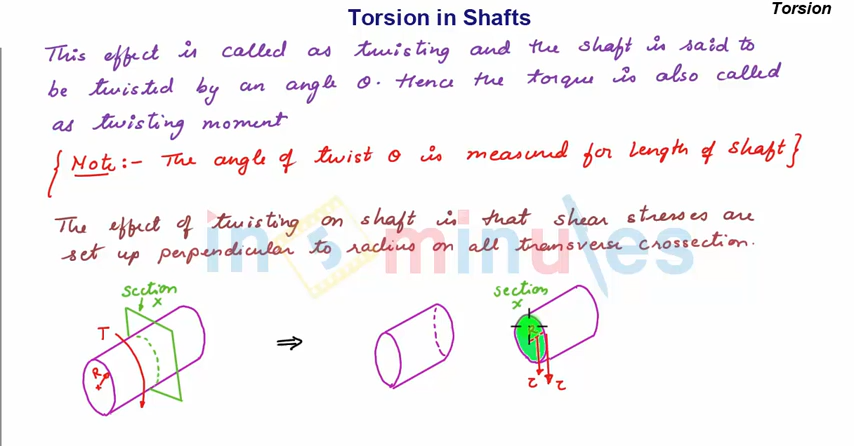 Torsion in Shafts
Torsion
This effect is called as twisting and the shaft is said to
be twisted by an angle θ. Hence the torque is also called
as twisting moment
{ Note:- The angle of twist θ is measured for length of shaft}
The effect of twisting on shaft is that shear stresses are
set up perpendicular to radius on all transverse crossection.
in 5 minutes
section
x
T
R
⇒
section
x
R
τ τ